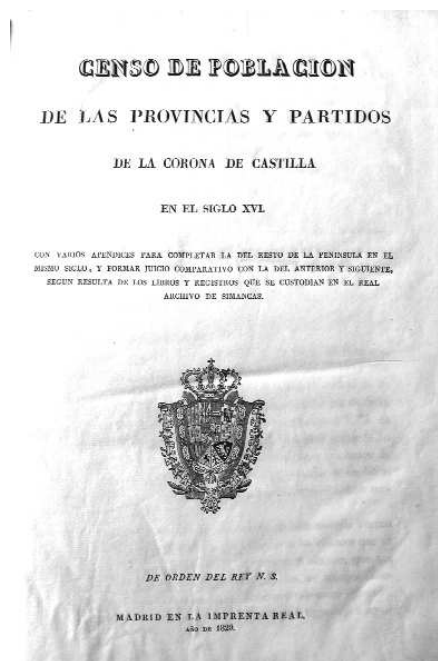 CENSO DE POBLACION
DE LAS PROVINCIAS Y PARTIDOS
DE LA CORONA DE CASTILLA
EN EL SIGLO XVI.
CON VARIOS APENDICES PARA COMPLETAR LA DEL RESTO DE LA PENINSULA EN EL
MISMO SIGLO, Y FORMAR JUICIO COMPARATIVO CON LA DEL ANTERIOR Y SIGUIENTE,
SEGUN RESULTA DE LOS LIBROS Y REGISTROS QUE SE CUSTODIAN EN EL REAL
ARCHIVO DE SIMANCAS.
DE ORDEN DEL REY N. S.
MADRID EN LA IMPRENTA REAL,
AÑO DE 1829.